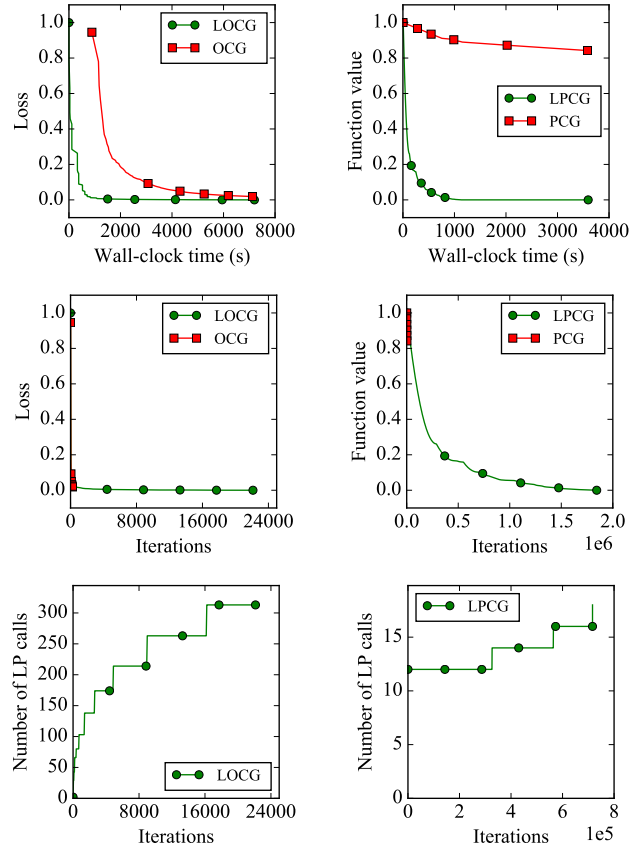 1.0
0.8
0.6
0.4
0.2
0.0
Loss
LOCG
OCG
0 2000 4000 6000 8000
Wall-clock time (s)
1.0
0.8
0.6
0.4
0.2
0.0
Function value
LPCG
PCG
0 1000 2000 3000 4000
Wall-clock time (s)
1.0
0.8
0.6
0.4
0.2
0.0
Loss
LOCG
OCG
0 8000 16000 24000
Iterations
1.0
0.8
0.6
0.4
0.2
0.0
Function value
LPCG
PCG
0.0 0.5 1.0 1.5 2.0
Iterations
1e6
300
250
200
150
100
50
0
Number of LP calls
LOCG
0 8000 16000 24000
Iterations
15
12
9
6
3
0
Number of LP calls
LPCG
0 2 4 6 8
Iterations
1e5